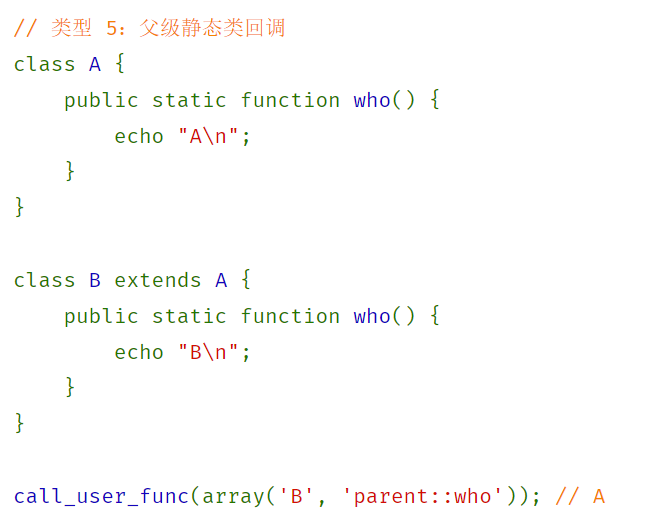 // 类型 5：父级静态类回调
class A {
    public static function who() {
        echo "A\n";
    }
}

class B extends A {
    public static function who() {
        echo "B\n";
    }
}

call_user_func(array('B', 'parent::who')); // A